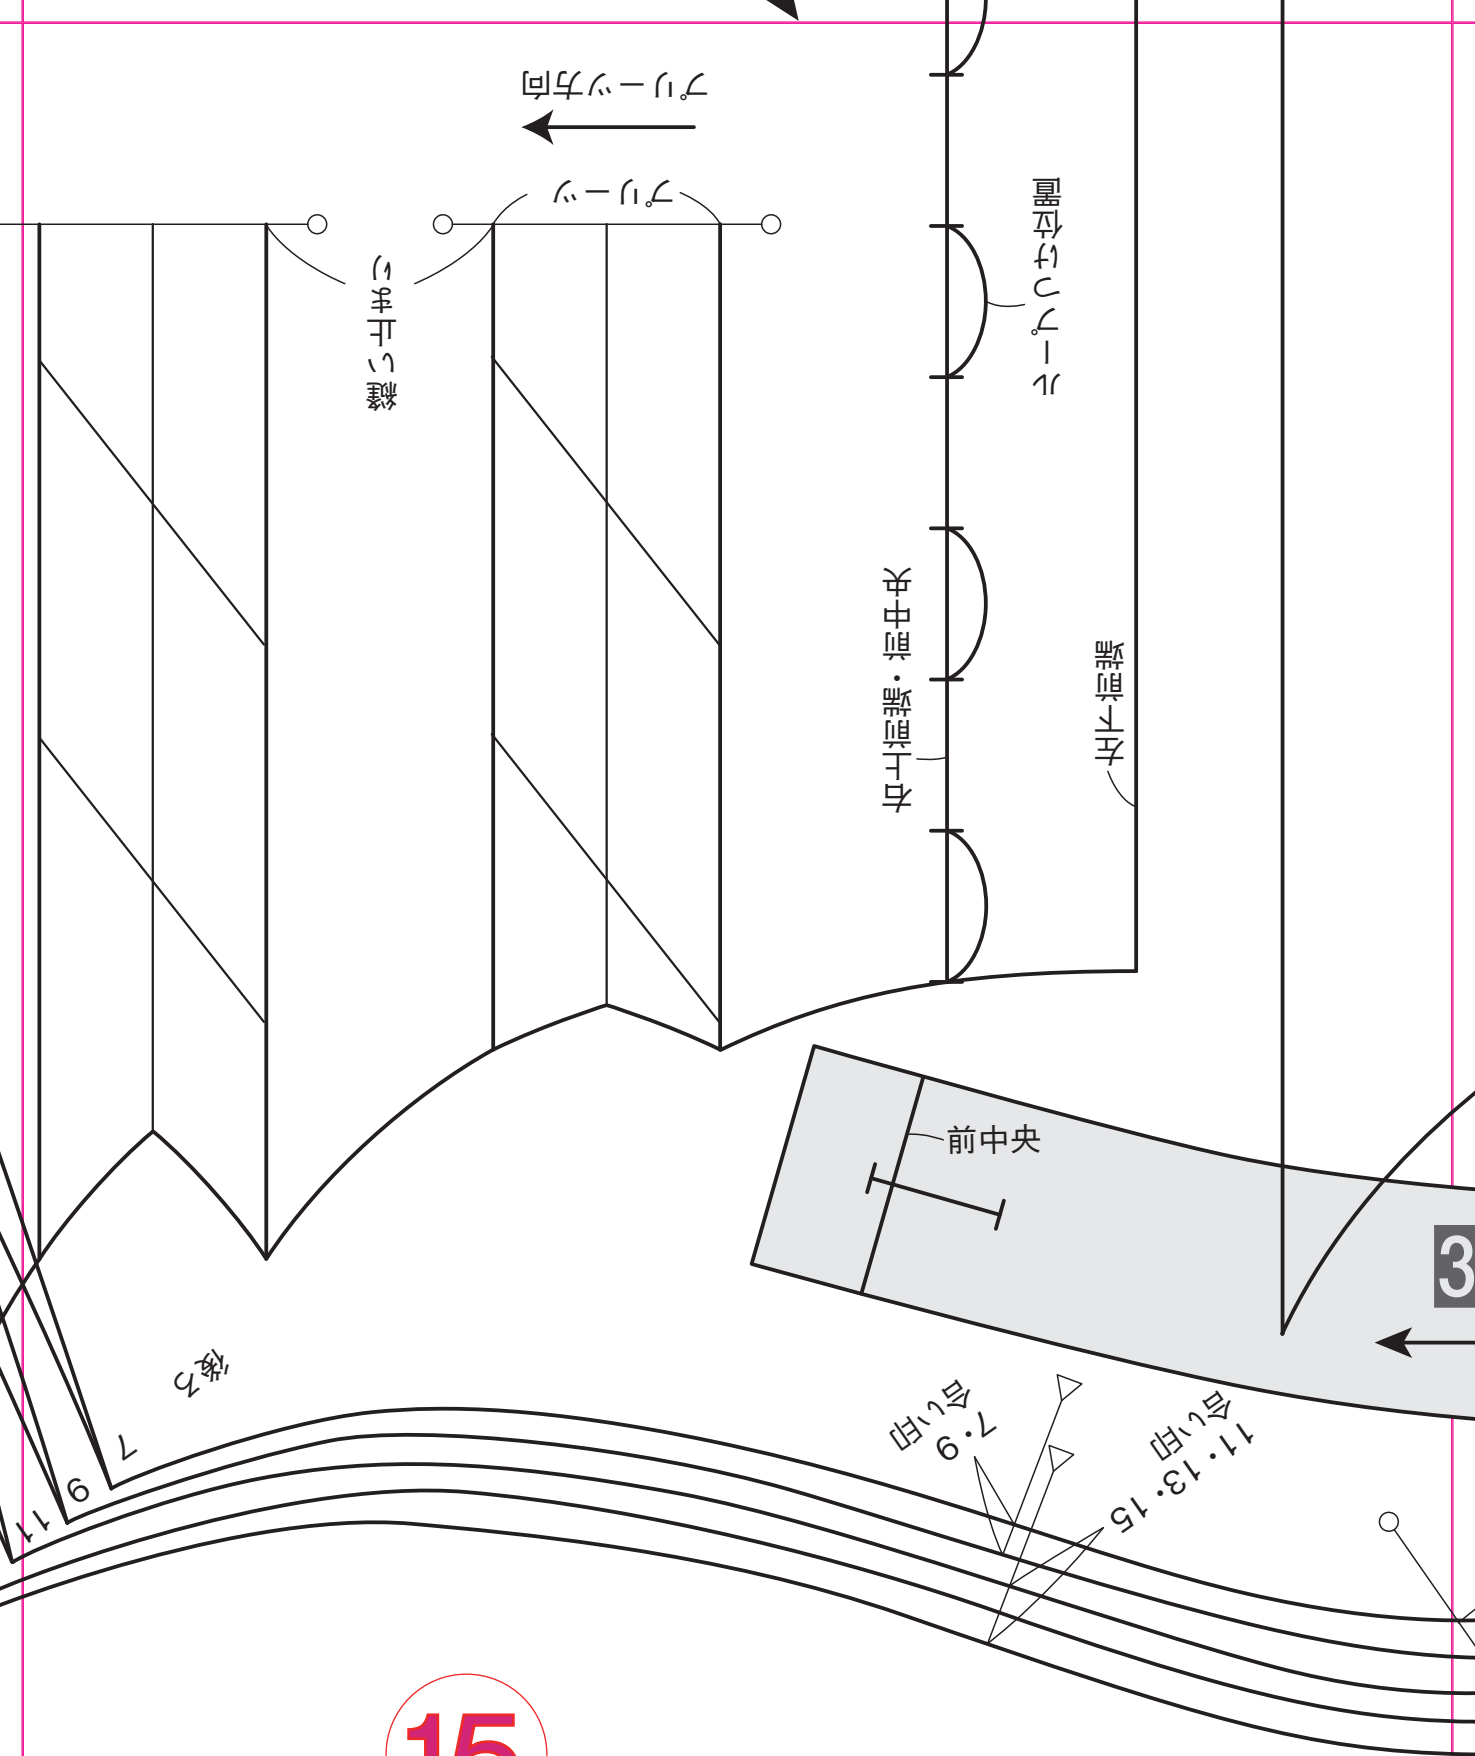 プリーツ方向
プリーツ
縫い止まり
ループつけ位置
右上前端・前中央
左下前端
前中央
3
後ろ
7
9
11
7・9
合い印
11・13・15
合い印
15